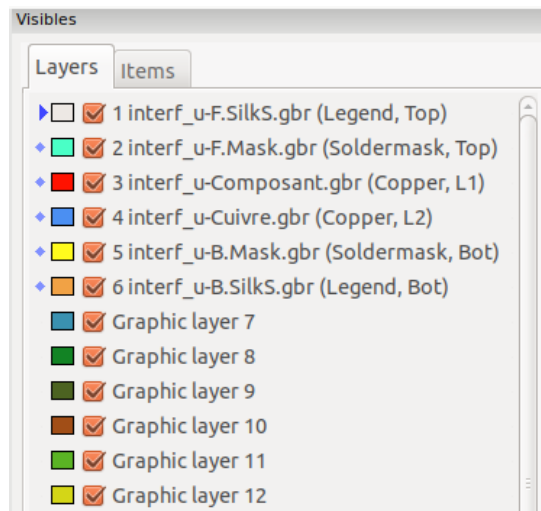 Visibles
Layers Items
1 interf_u-F.SilkS.gbr (Legend, Top)
2 interf_u-F.Mask.gbr (Soldermask, Top)
3 interf_u-Composant.gbr (Copper, L1)
4 interf_u-Cuivre.gbr (Copper, L2)
5 interf_u-B.Mask.gbr (Soldermask, Bot)
6 interf_u-B.SilkS.gbr (Legend, Bot)
Graphic layer 7
Graphic layer 8
Graphic layer 9
Graphic layer 10
Graphic layer 11
Graphic layer 12